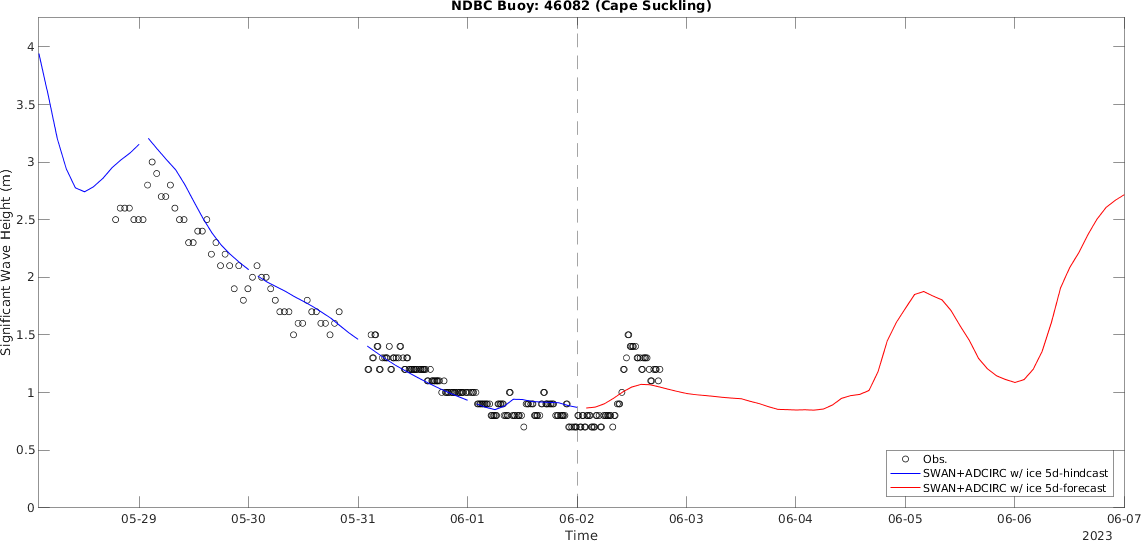 NDBC Buoy: 46082 (Cape Suckling)
Significant Wave Height (m)
4
3.5
3
2.5
2
1.5
1
0.5
0
05-29 05-30 05-31 06-01 06-02 06-03 06-04 06-05 06-06 06-07
Time
2023
Obs.
SWAN+ADCIRC w/ ice 5d-hindcast
SWAN+ADCIRC w/ ice 5d-forecast